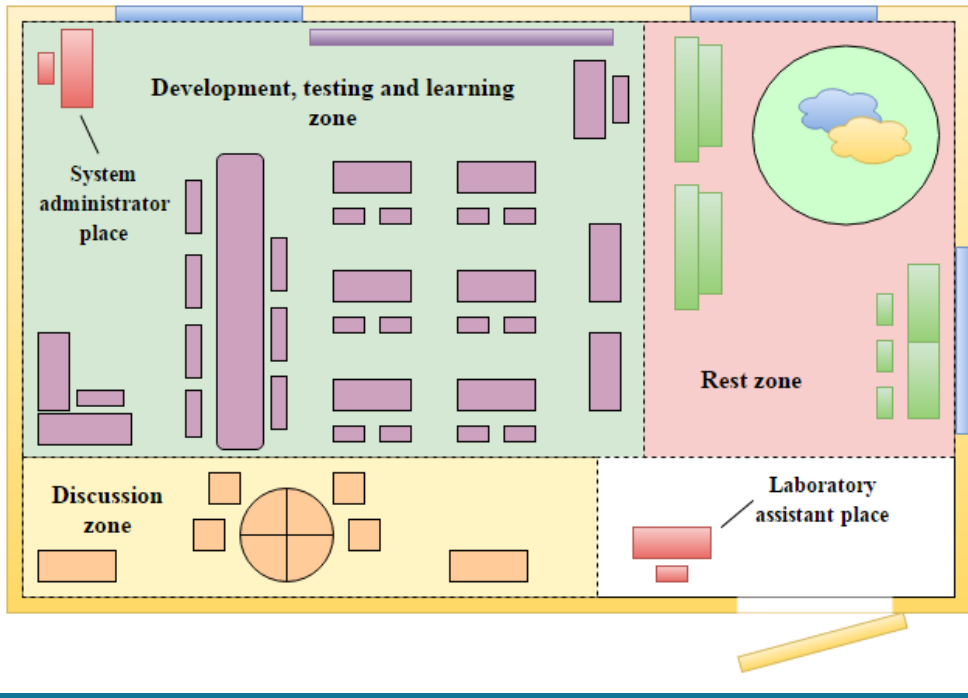 Development, testing and learning
zone
System
administrator
place
Rest zone
Discussion
zone
Laboratory
assistant place